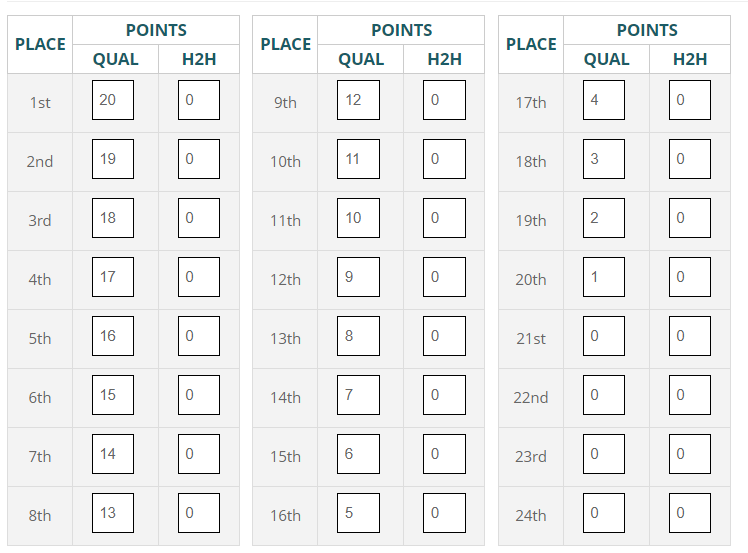 PLACE POINTS PLACE POINTS PLACE POINTS
QUAL H2H QUAL H2H QUAL H2H
1st 20 0 9th 12 0 17th 4 0
2nd 19 0 10th 11 0 18th 3 0
3rd 18 0 11th 10 0 19th 2 0
4th 17 0 12th 9 0 20th 1 0
5th 16 0 13th 8 0 21st 0 0
6th 15 0 14th 7 0 22nd 0 0
7th 14 0 15th 6 0 23rd 0 0
8th 13 0 16th 5 0 24th 0 0